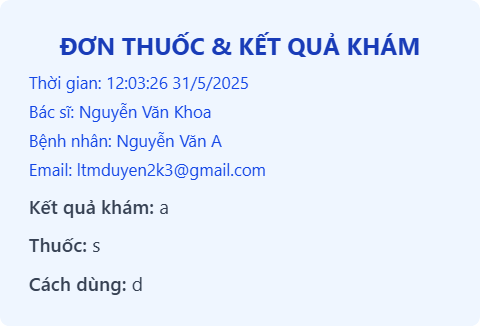 ĐƠN THUỐC & KẾT QUẢ KHÁM
Thời gian: 12:03:26 31/5/2025
Bác sĩ: Nguyễn Văn Khoa
Bệnh nhân: Nguyễn Văn A
Email: ltmduyen2k3@gmail.com
Kết quả khám: a
Thuốc: s
Cách dùng: d